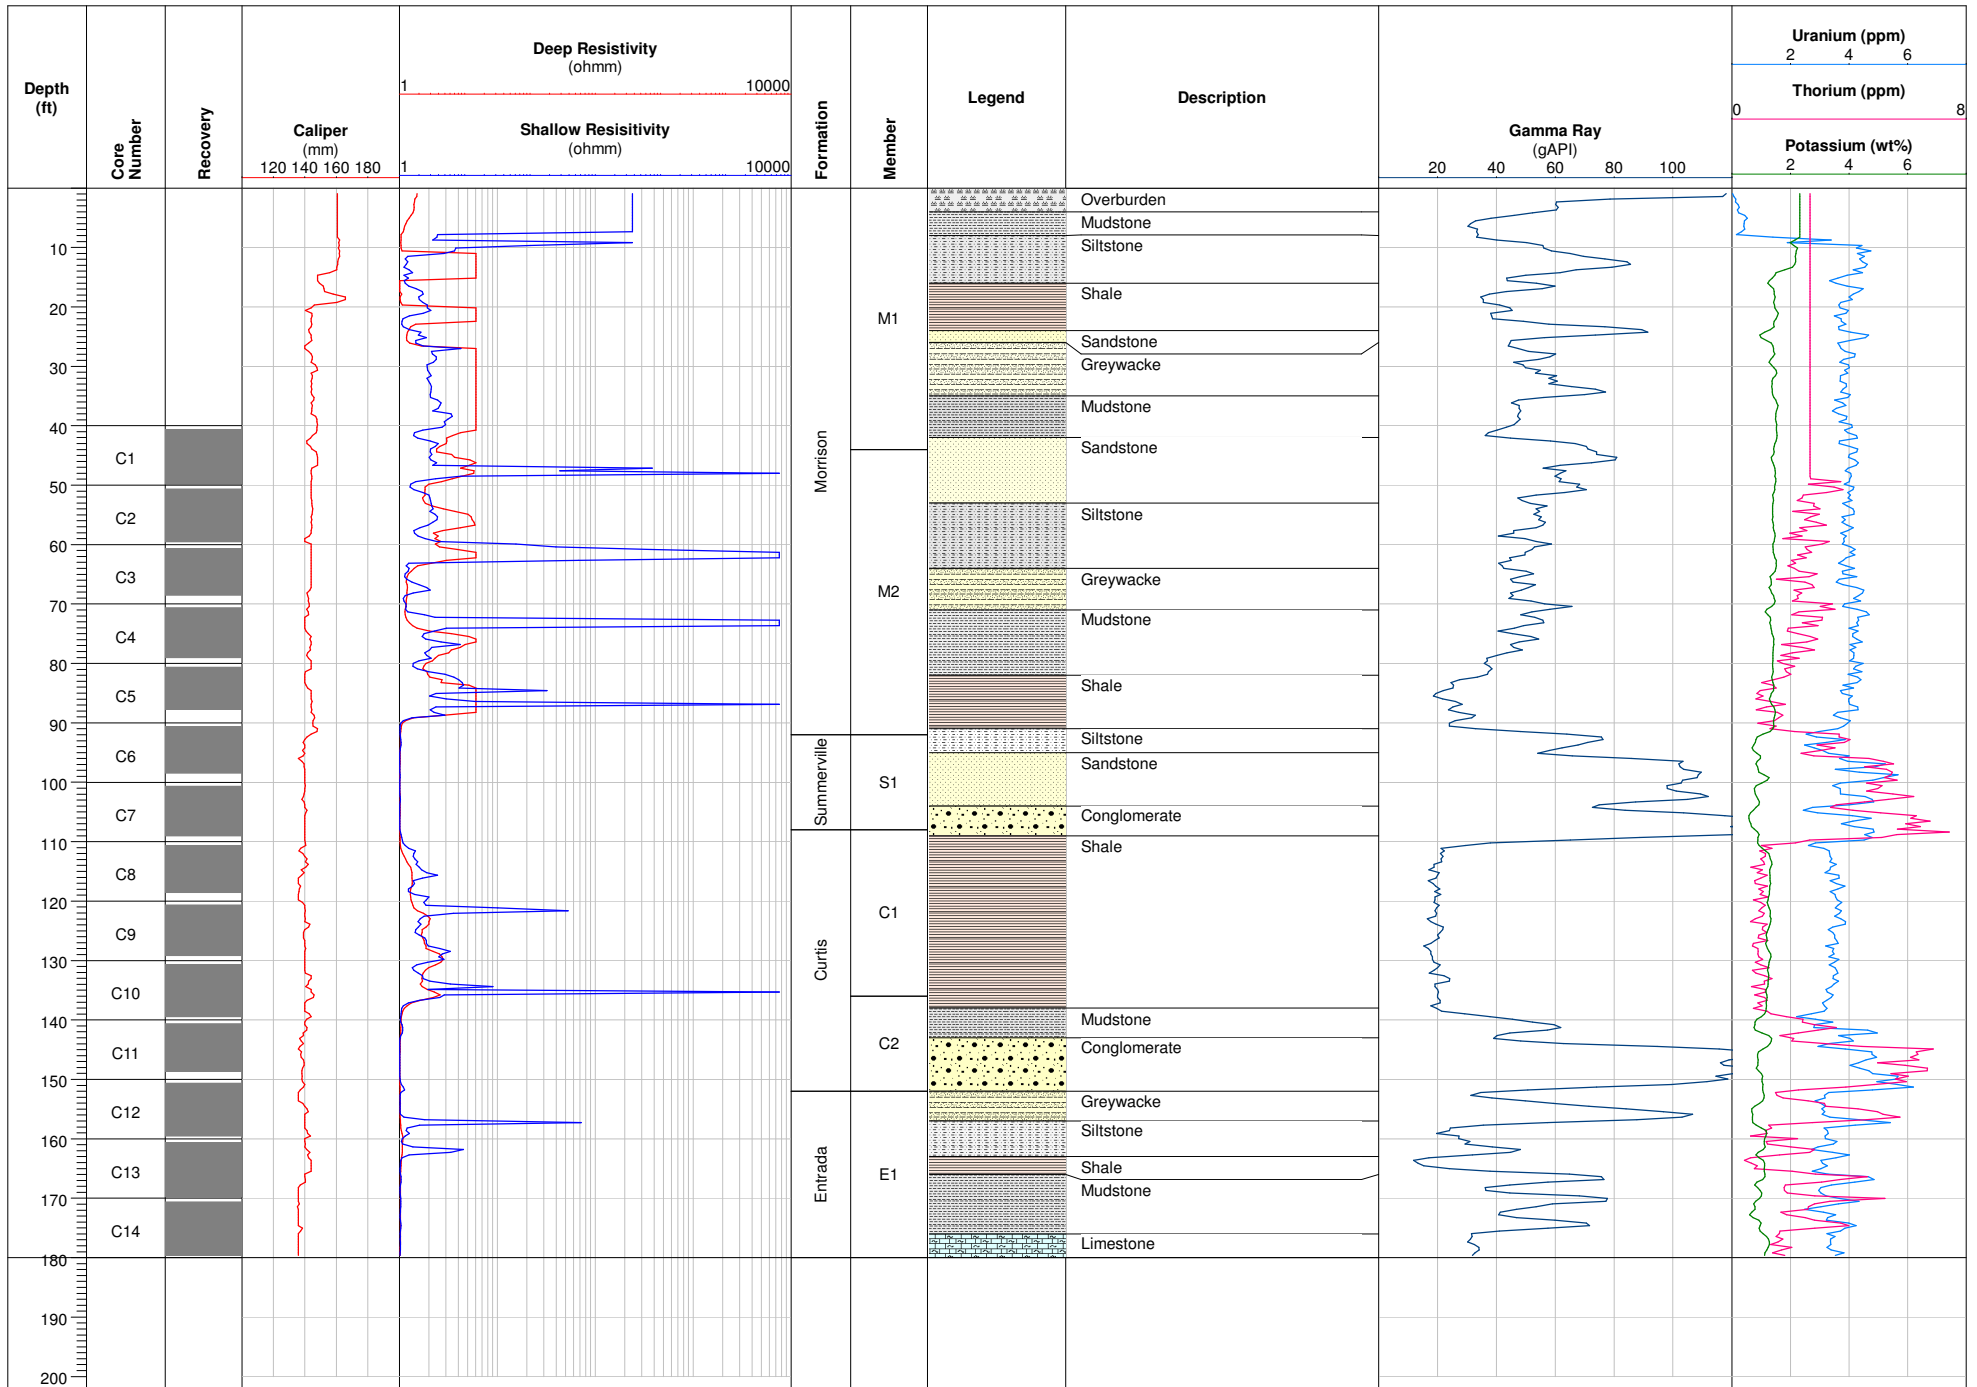 Depth
(ft)
Core
Number
Recovery
Caliper
(mm)
120 140 160 180
Deep Resistivity
(ohmm)
1 10000
Shallow Resisitivity
(ohmm)
1 10000
Formation
Member
Legend
Description
Gamma Ray
(gAPI)
20 40 60 80 100
Uranium (ppm)
2 4 6
Thorium (ppm)
0 8
Potassium (wt%)
2 4 6
10
20
30
40
50
60
70
80
90
100
110
120
130
140
150
160
170
180
190
200
C1
C2
C3
C4
C5
C6
C7
C8
C9
C10
C11
C12
C13
C14
Morrison
Summerville
Curtis
Entrada
M1
M2
S1
C1
C2
E1
Overburden
Mudstone
Siltstone
Shale
Sandstone
Greywacke
Mudstone
Sandstone
Siltstone
Greywacke
Mudstone
Shale
Siltstone
Sandstone
Conglomerate
Shale
Mudstone
Conglomerate
Greywacke
Siltstone
Shale
Mudstone
Limestone